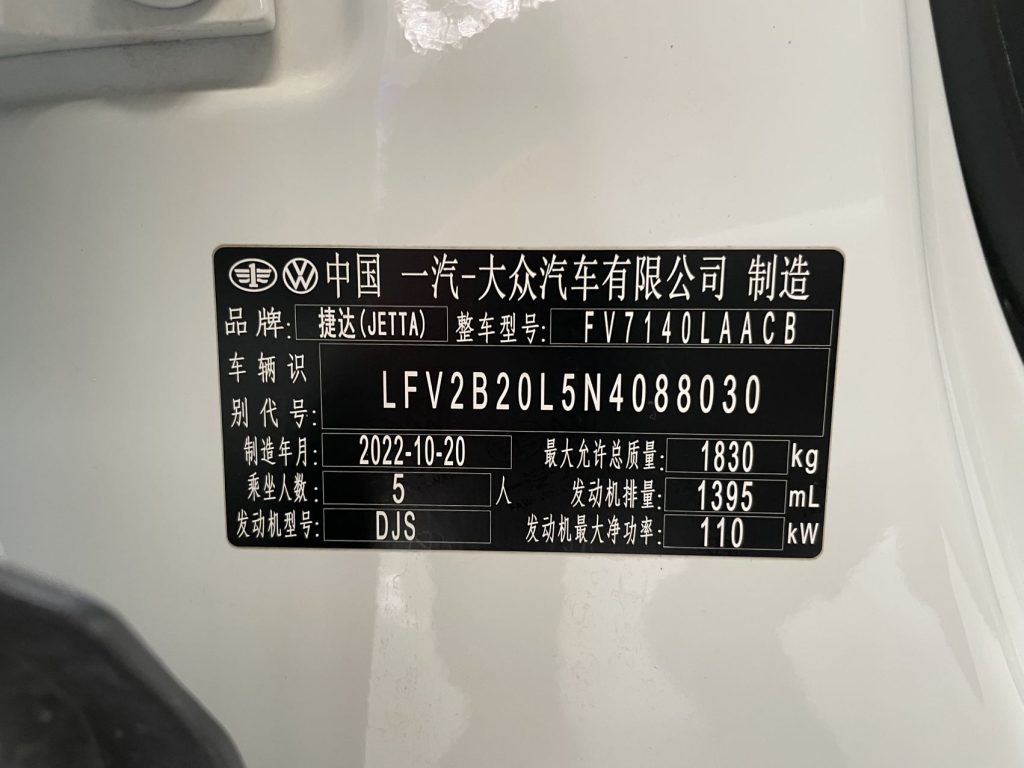 中国 一汽-大众汽车有限公司 制造
品牌: 捷达(JETTA) 整车型号: FV7140LAACB
车辆识别代号: LFV2B20L5N4088030
制造年月: 2022-10-20 最大允许总质量: 1830 kg
乘坐人数: 5 人 发动机排量: 1395 mL
发动机型号: DJS 发动机最大净功率: 110 kW